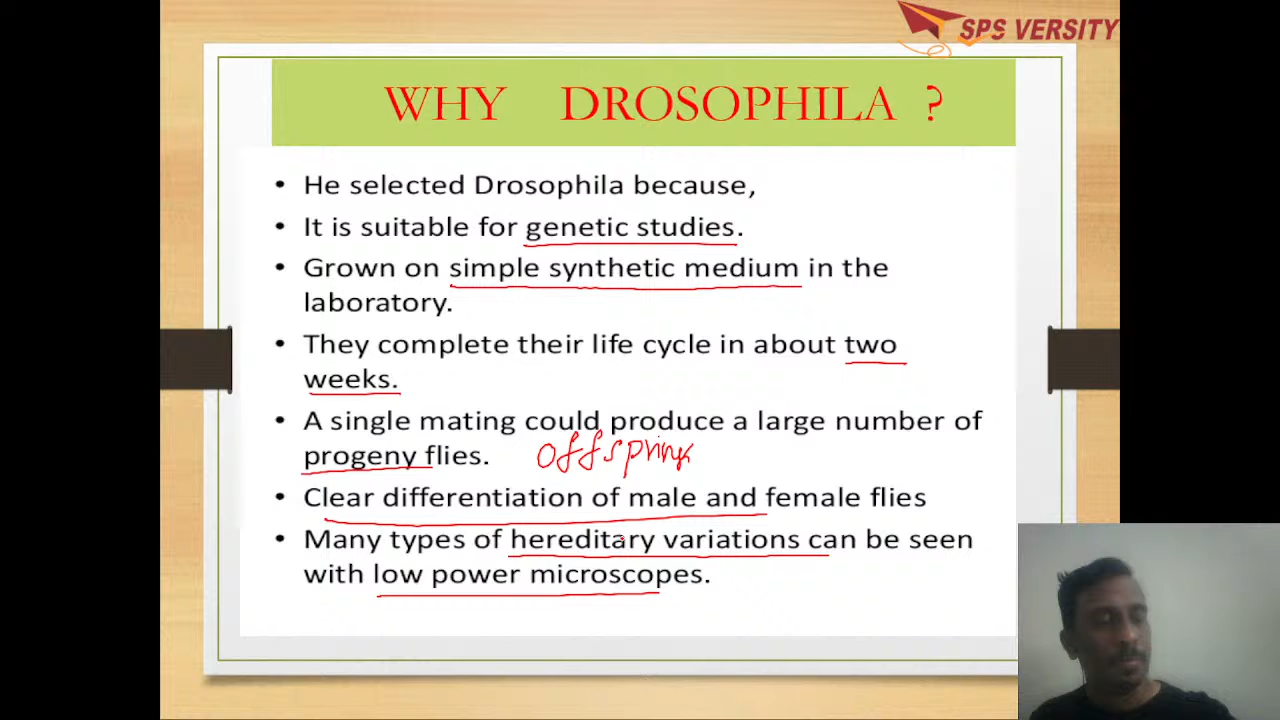 SPS VERSITY
WHY DROSOPHILA ?
• He selected Drosophila because,
• It is suitable for genetic studies.
• Grown on simple synthetic medium in the
laboratory.
• They complete their life cycle in about two
weeks.
• A single mating could produce a large number of
progeny flies. offspring
• Clear differentiation of male and female flies
• Many types of hereditary variations can be seen
with low power microscopes.